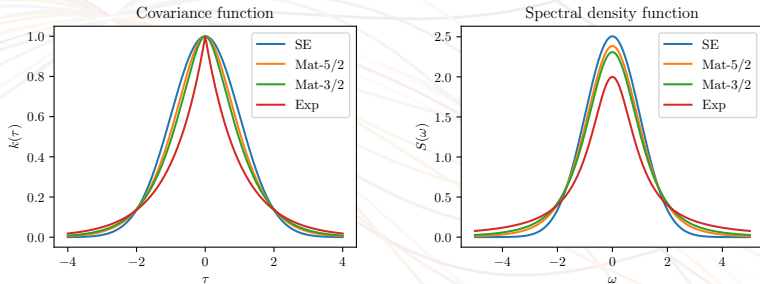 Covariance function
k(τ)
1.0
0.8
0.6
0.4
0.2
0.0
−4 −2 0 2 4
τ
SE
Mat-5/2
Mat-3/2
Exp
Spectral density function
S(ω)
2.5
2.0
1.5
1.0
0.5
0.0
−4 −2 0 2 4
ω
SE
Mat-5/2
Mat-3/2
Exp